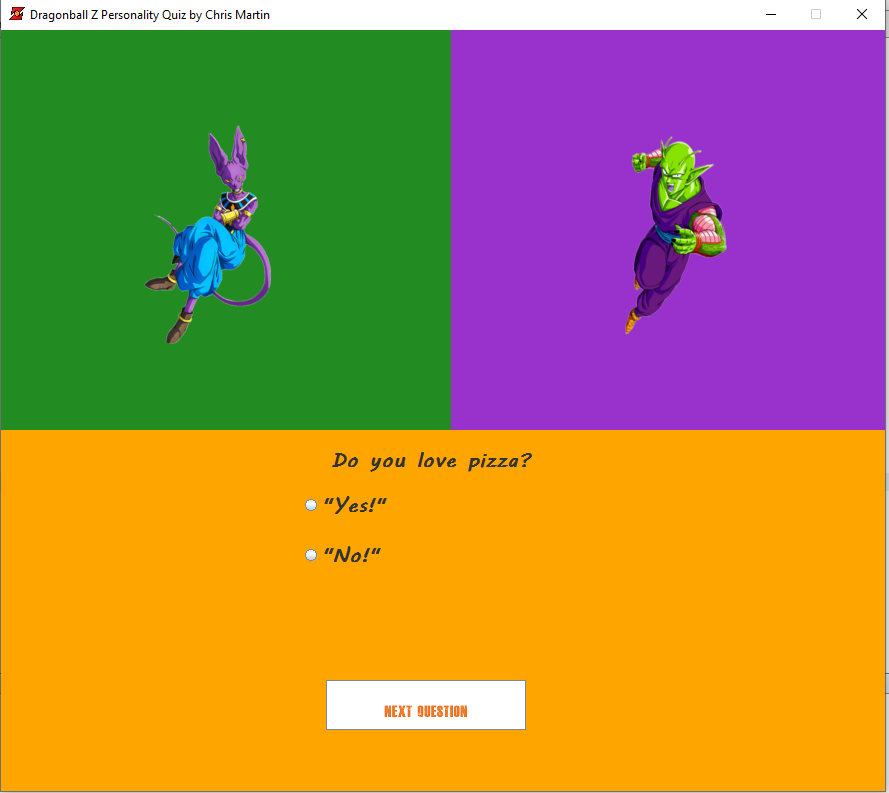 Dragonball Z Personality Quiz by Chris Martin
Do you love pizza?
"Yes!"
"No!"
NEXT QUESTION